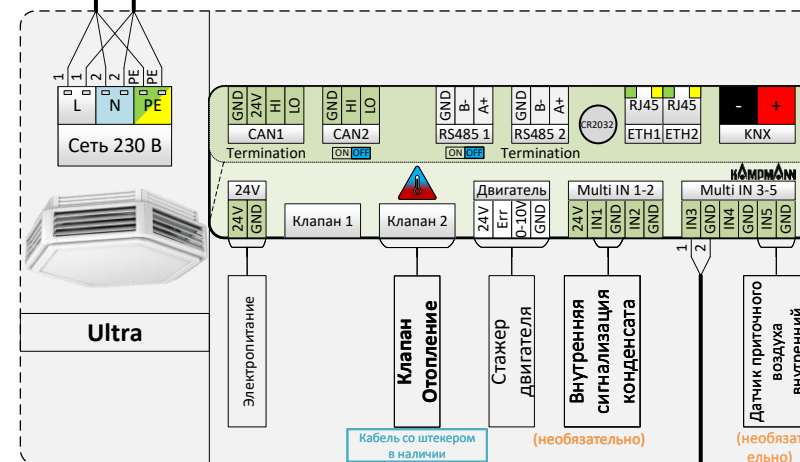 1 1 2 2 PE PE
L N PE
Сеть 230 В
GND 24V HI LO
CAN1
Termination
GND HI LO
CAN2
ON OFF
GND B- A+
RS485 1
ON OFF
GND B- A+
RS485 2
Termination
CR2032
RJ45 RJ45
ETH1 ETH2
- +
KNX
KAMPMANN
24V
24V GND
Клапан 1
Клапан 2
Двигатель
24V Err 0-10V GND
Multi IN 1-2
24V IN1 GND IN2 GND
Multi IN 3-5
IN3 GND IN4 GND IN5 GND
1 2
Ultra
Электропитание
Клапан
Отопление
Кабель со штекером
в наличии
Стажер
двигателя
Внутренняя
сигнализация
конденсата
(необязательно)
Датчик приточного
воздуха
внутренний
(необязат
ельно)